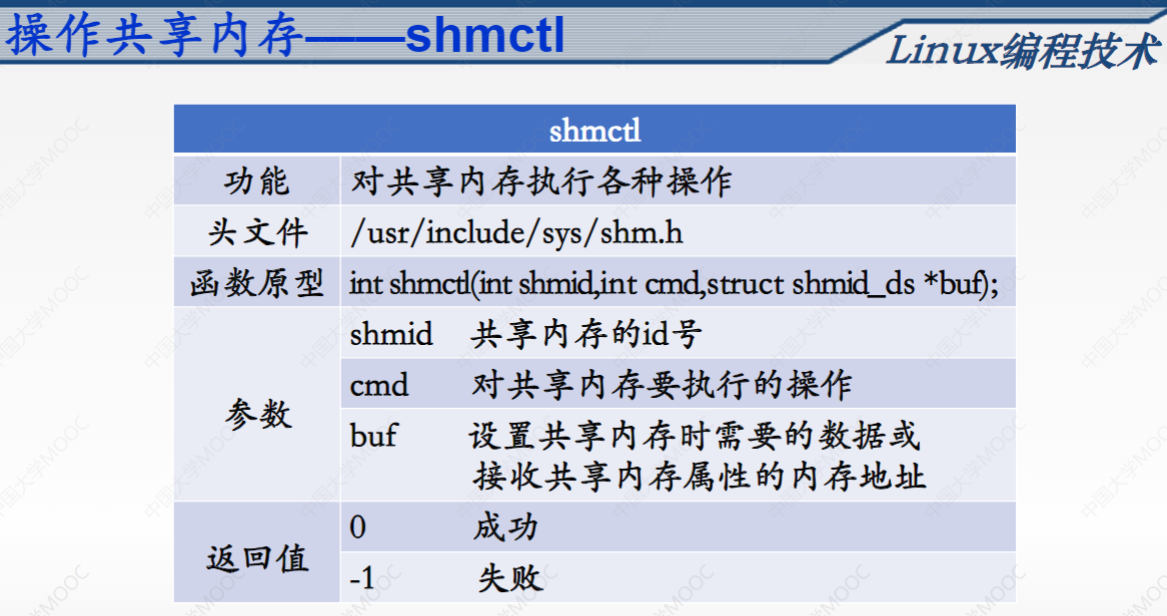 操作共享内存——shmctl
Linux编程技术
shmctl
功能 对共享内存执行各种操作
头文件 /usr/include/sys/shm.h
函数原型 int shmctl(int shmid,int cmd,struct shmid_ds *buf);
参数
shmid 共享内存的id号
cmd 对共享内存要执行的操作
buf 设置共享内存时需要的数据或
接收共享内存属性的内存地址
返回值
0 成功
-1 失败
中国大学MOOC